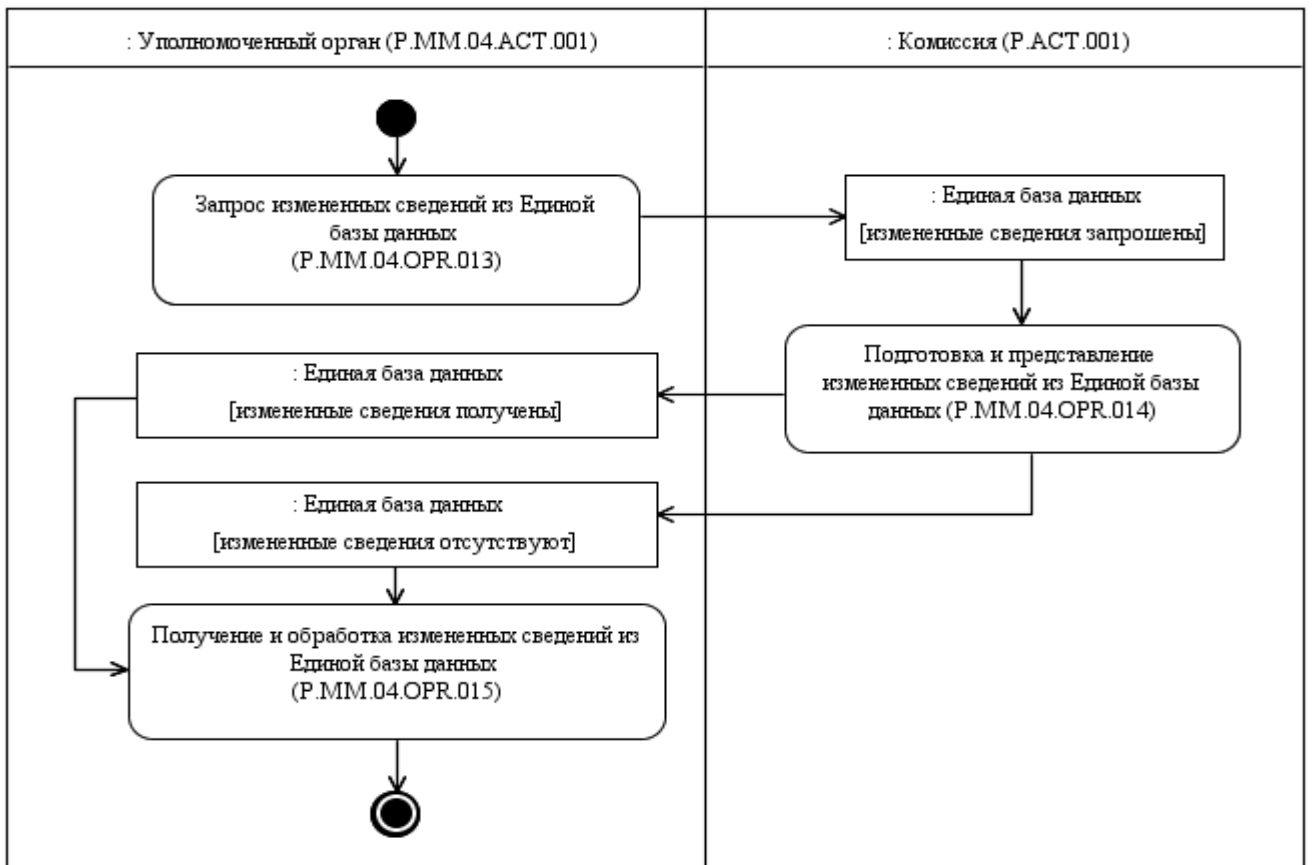 : Уполномоченный орган (P.MM.04.ACT.001)
: Комиссия (P.ACT.001)
Запрос измененных сведений из Единой
базы данных
(P.MM.04.OPR.013)
: Единая база данных
[измененные сведения запрошены]
Подготовка и представление
измененных сведений из Единой базы
данных (P.MM.04.OPR.014)
: Единая база данных
[измененные сведения получены]
: Единая база данных
[измененные сведения отсутствуют]
Получение и обработка измененных сведений из
Единой базы данных
(P.MM.04.OPR.015)